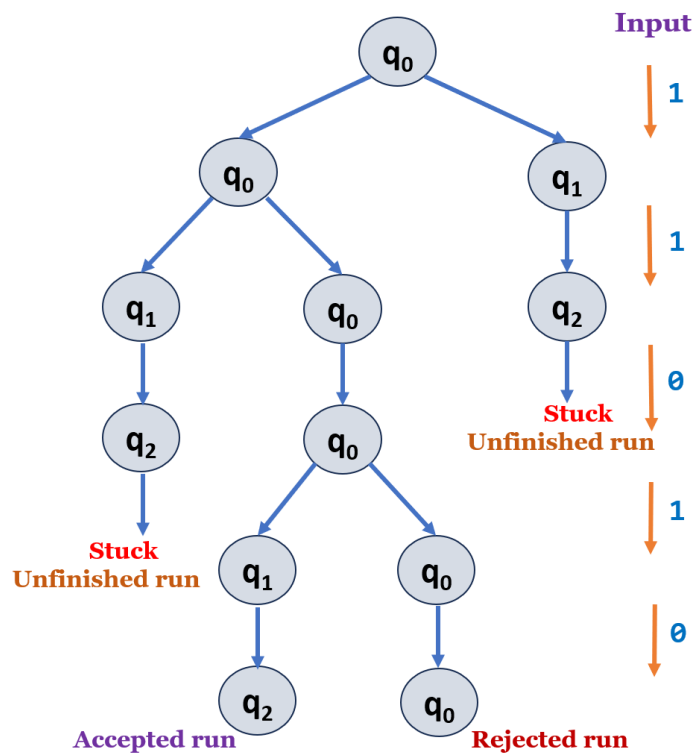 Input
q₀
1
q₀ q₁
1
q₁ q₀ q₂
0
Stuck
Unfinished run
q₂ q₀
1
Stuck
Unfinished run
q₁ q₀
0
q₂ q₀
Accepted run Rejected run